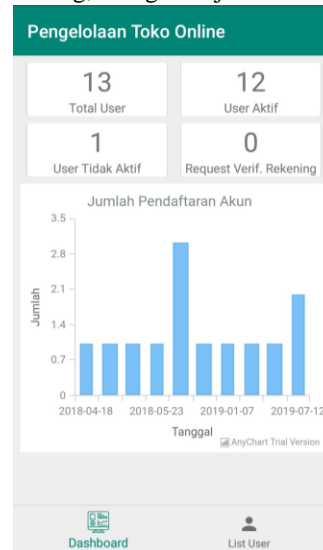 Pengelolaan Toko Online
13
Total User
12
User Aktif
1
User Tidak Aktif
0
Request Verif. Rekening
Jumlah Pendaftaran Akun
3.5
2.8
2.1
1.4
0.7
0
Jumlah
2018-04-18 2018-05-23 2019-01-07 2019-07-12
Tanggal
AnyChart Trial Version
Dashboard
List User